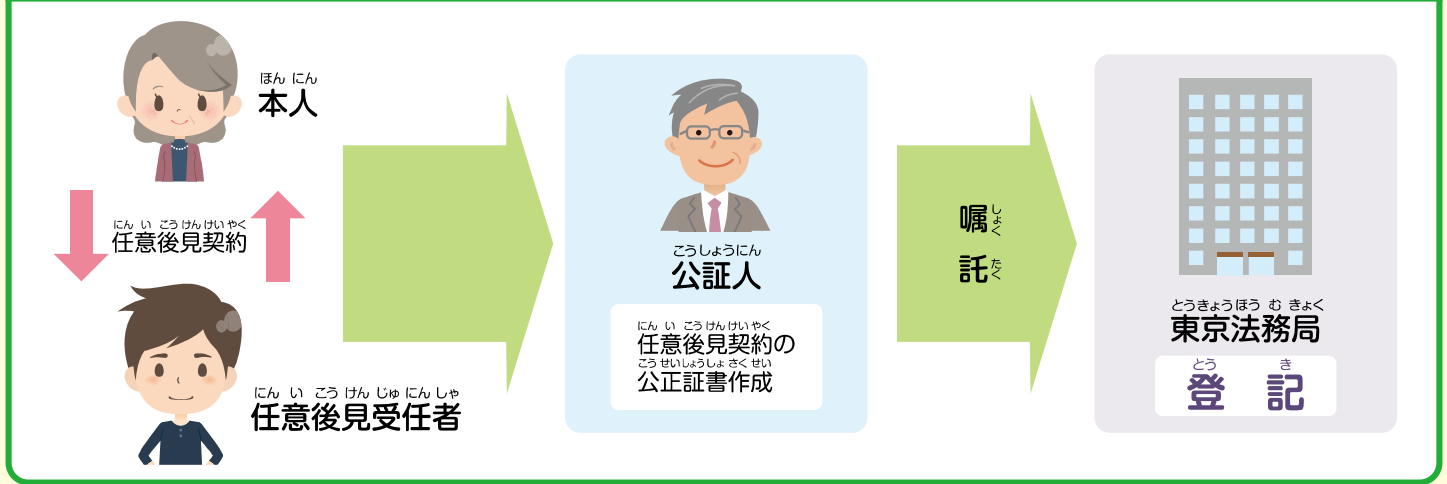 ほん にん
本人
にん い こう けん けい やく
任意後見契約
にん い こう けん じゅ にん しゃ
任意後見受任者
こうしょうにん
公証人
にん い こう けん けい やく
任意後見契約の
こう せい しょう しょ さく せい
公正証書作成
嘱託
しょく たく
とうきょうほう む きょく
東京法務局
とう き
登記